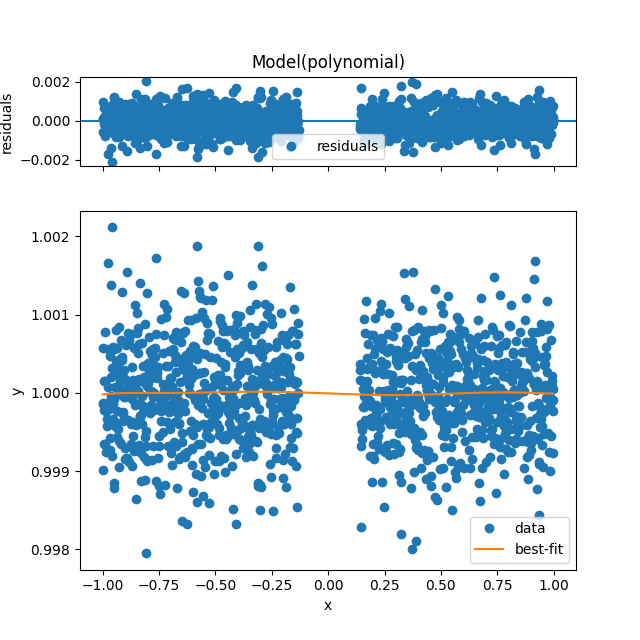 Model(polynomial)
residuals
0.002
0.000
−0.002
residuals
y
1.002
1.001
1.000
0.999
0.998
data
best-fit
−1.00 −0.75 −0.50 −0.25 0.00 0.25 0.50 0.75 1.00
x